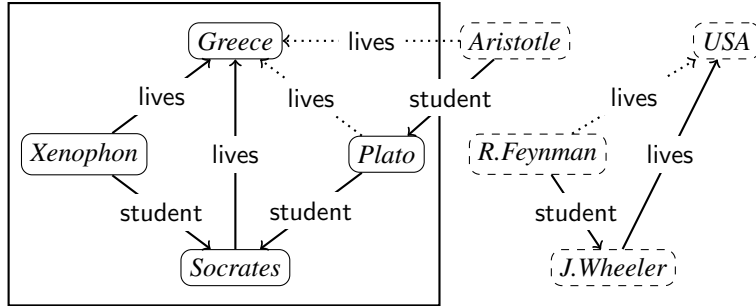 Greece lives Aristotle USA
lives lives student lives
Xenophon lives Plato R.Feynman lives
student student student
Socrates J.Wheeler